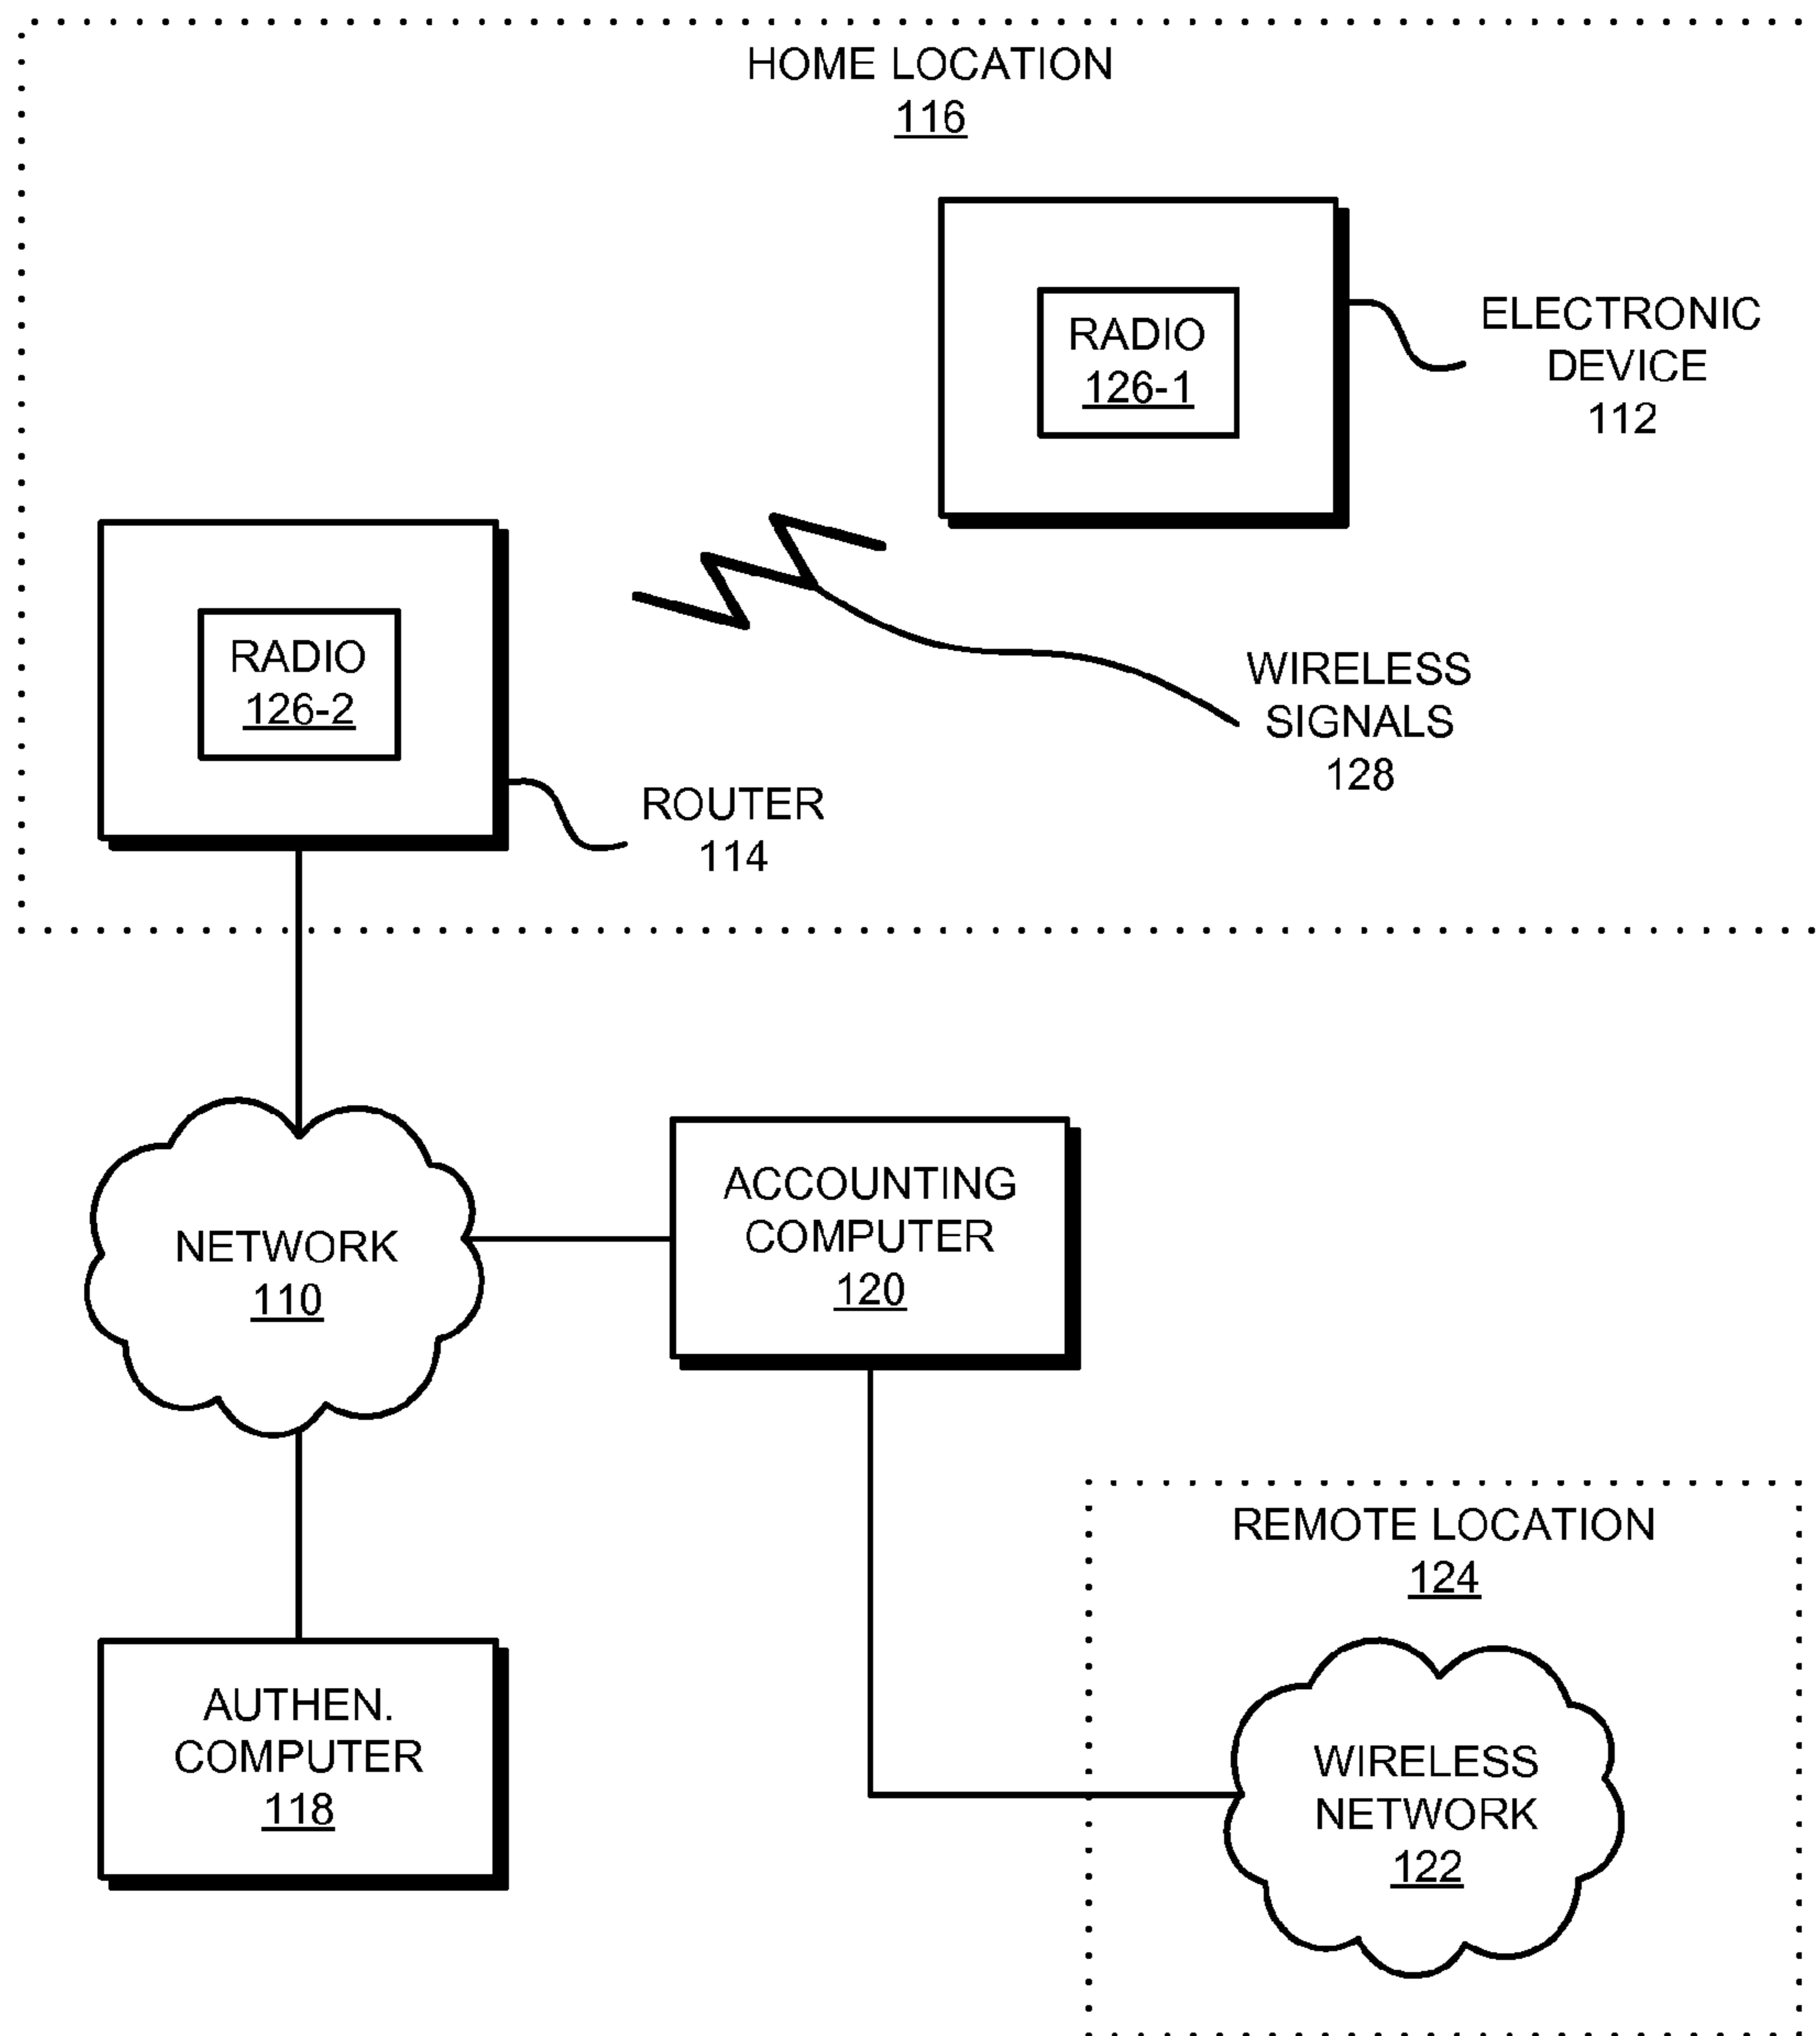 HOME LOCATION
116
RADIO
126-1
ELECTRONIC
DEVICE
112
RADIO
126-2
WIRELESS
SIGNALS
128
ROUTER
114
NETWORK
110
ACCOUNTING
COMPUTER
120
REMOTE LOCATION
124
AUTHEN.
COMPUTER
118
WIRELESS
NETWORK
122